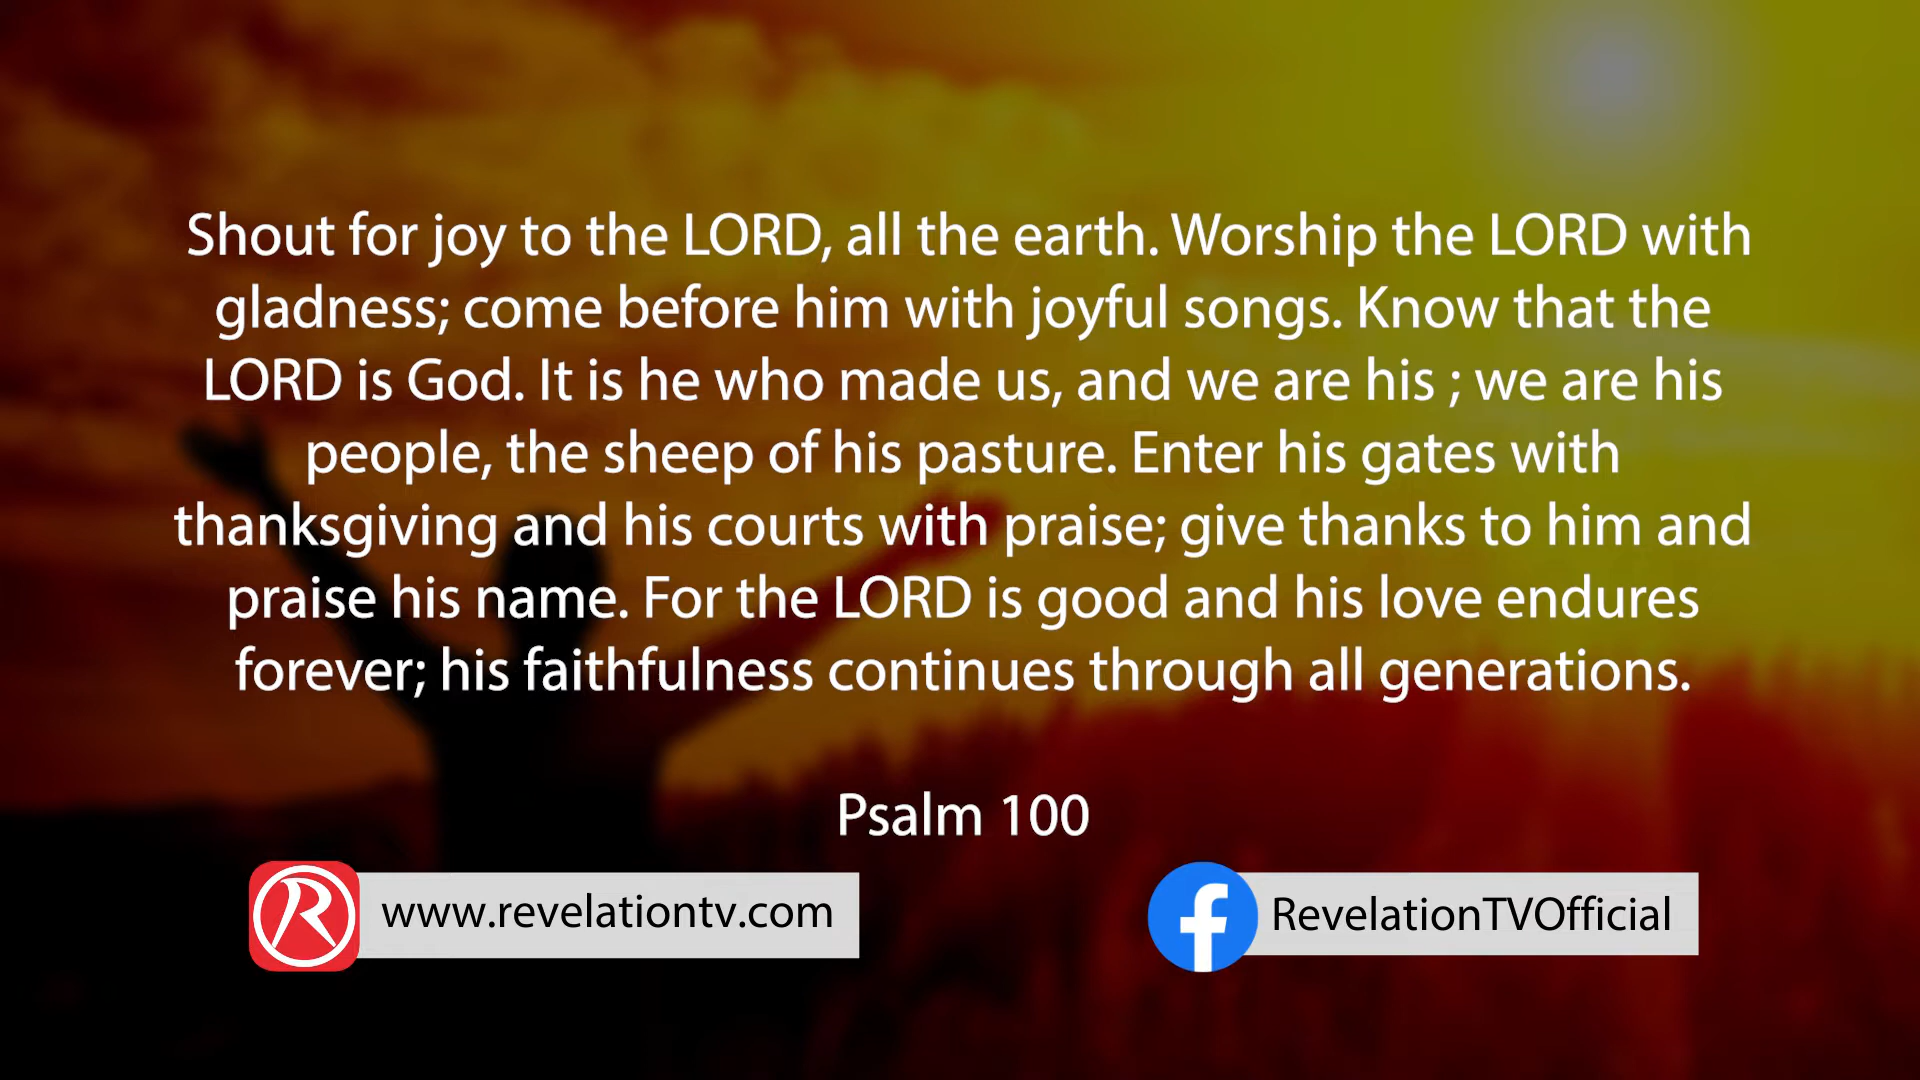 Shout for joy to the LORD, all the earth. Worship the LORD with
gladness; come before him with joyful songs. Know that the
LORD is God. It is he who made us, and we are his ; we are his
people, the sheep of his pasture. Enter his gates with
thanksgiving and his courts with praise; give thanks to him and
praise his name. For the LORD is good and his love endures
forever; his faithfulness continues through all generations.
Psalm 100
www.revelationtv.com
RevelationTVOfficial